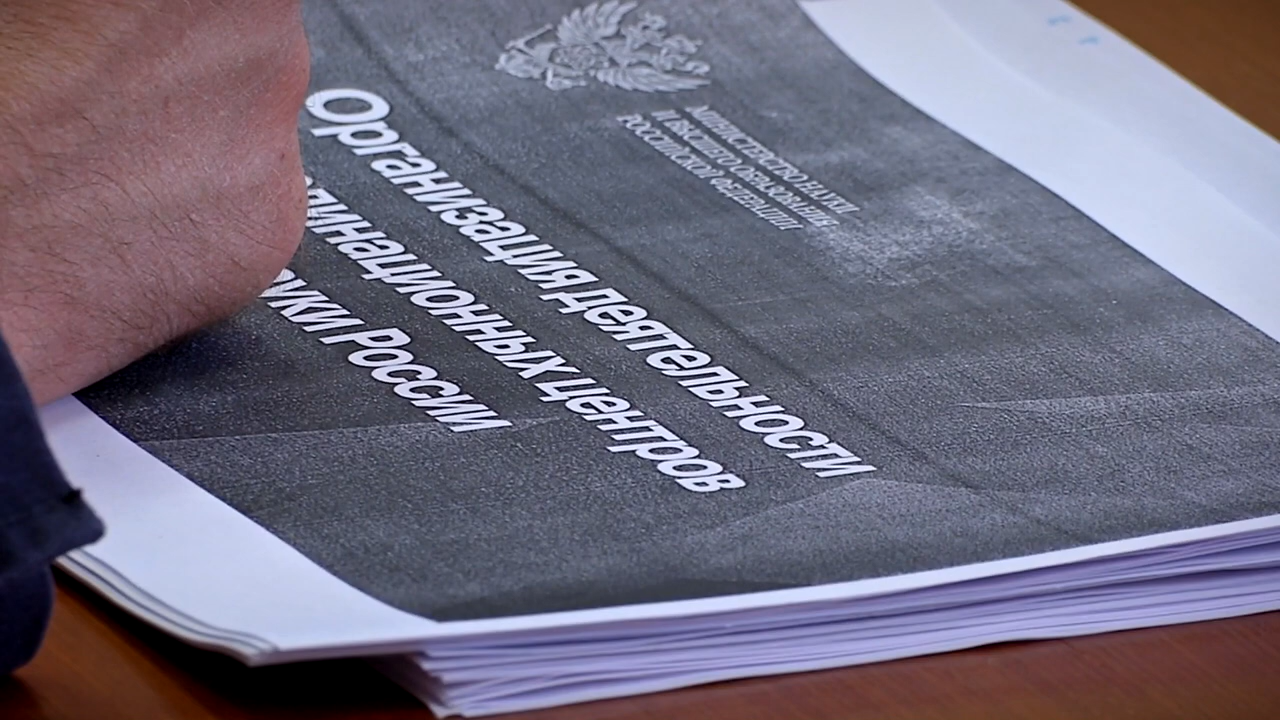 МИНИСТЕРСТВО НАУКИ
И ВЫСШЕГО ОБРАЗОВАНИЯ
РОССИЙСКОЙ ФЕДЕРАЦИИ
Организация деятельности
центров
России